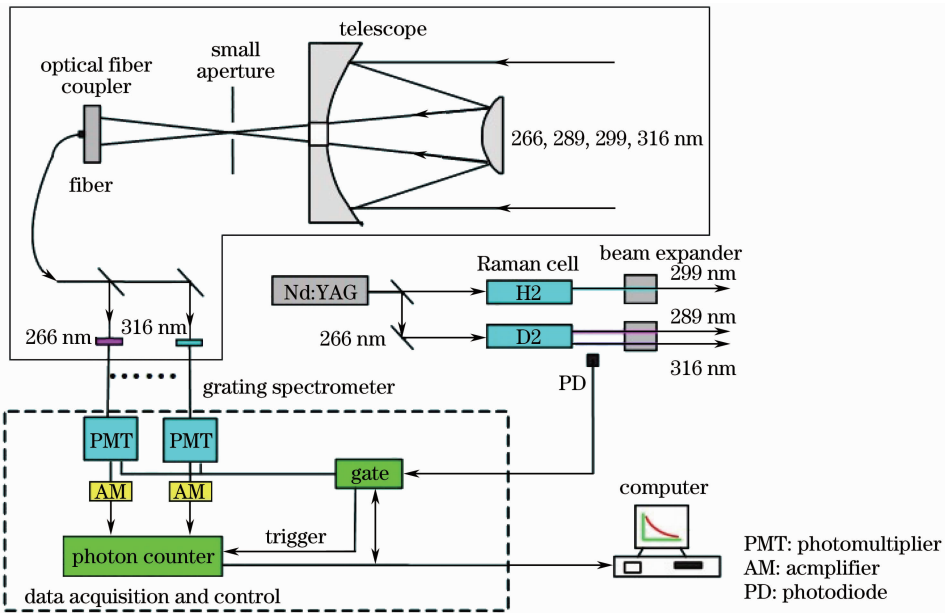 telescope
small
aperture
optical fiber
coupler
266, 289, 299, 316 nm
fiber
beam expander
Raman cell
299 nm
Nd:YAG
H2
289 nm
266 nm
316 nm
266 nm
D2
316 nm
PD
grating spectrometer
PMT
PMT
gate
AM
AM
computer
trigger
photon counter
PMT: photomultiplier
AM: acmplifier
PD: photodiode
data acquisition and control